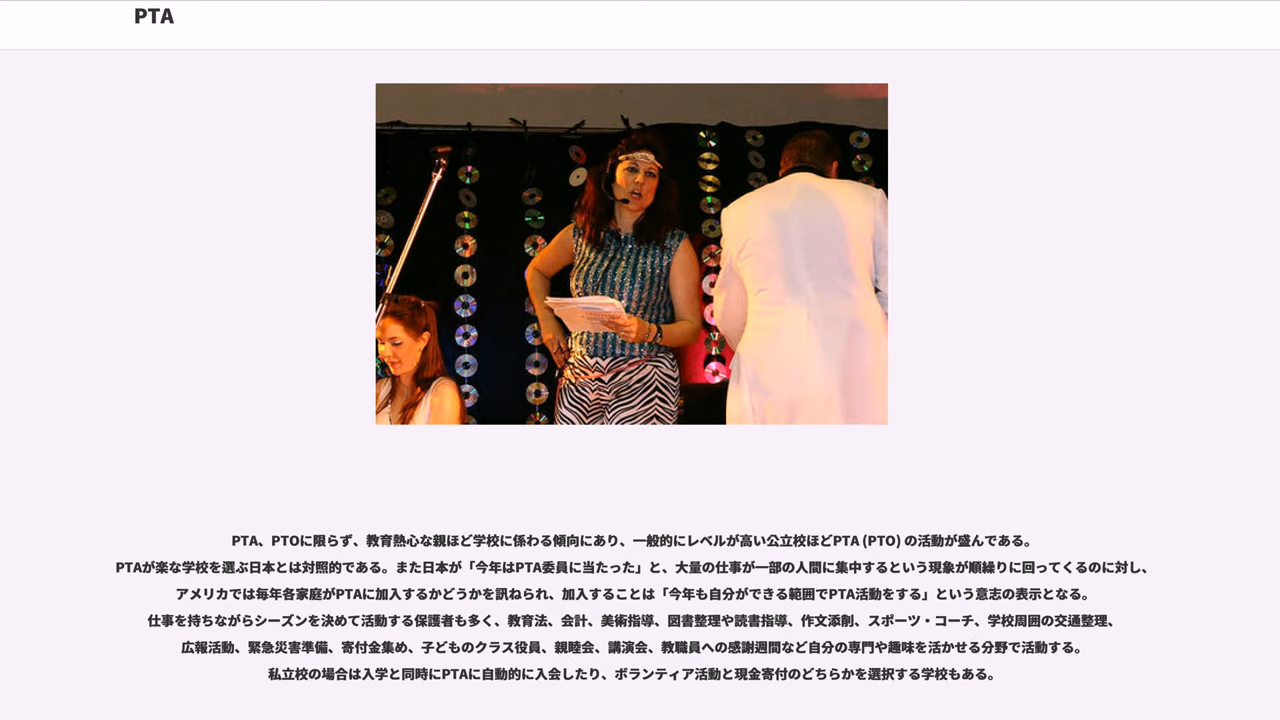 PTA
PTA、PTOに限らず、教育熱心な親ほど学校に係わる傾向にあり、一般的にレベルが高い公立校ほどPTA (PTO) の活動が盛んである。
PTAが楽な学校を選ぶ日本とは対照的である。また日本が「今年はPTA委員に当たった」と、大量の仕事が一部の人間に集中するという現象が順繰りに回ってくるのに対し、
アメリカでは毎年各家庭がPTAに加入するかどうかを訊ねられ、加入することは「今年も自分ができる範囲でPTA活動をする」という意志の表示となる。
仕事を持ちながらシーズンを決めて活動する保護者も多く、教育法、会計、美術指導、図書整理や読書指導、作文添削、スポーツ・コーチ、学校周囲の交通整理、
広報活動、緊急災害準備、寄付金集め、子どものクラス役員、親睦会、講演会、教職員への感謝週間など自分の専門や趣味を活かせる分野で活動する。
私立校の場合は入学と同時にPTAに自動的に入会したり、ボランティア活動と現金寄付のどちらかを選択する学校もある。